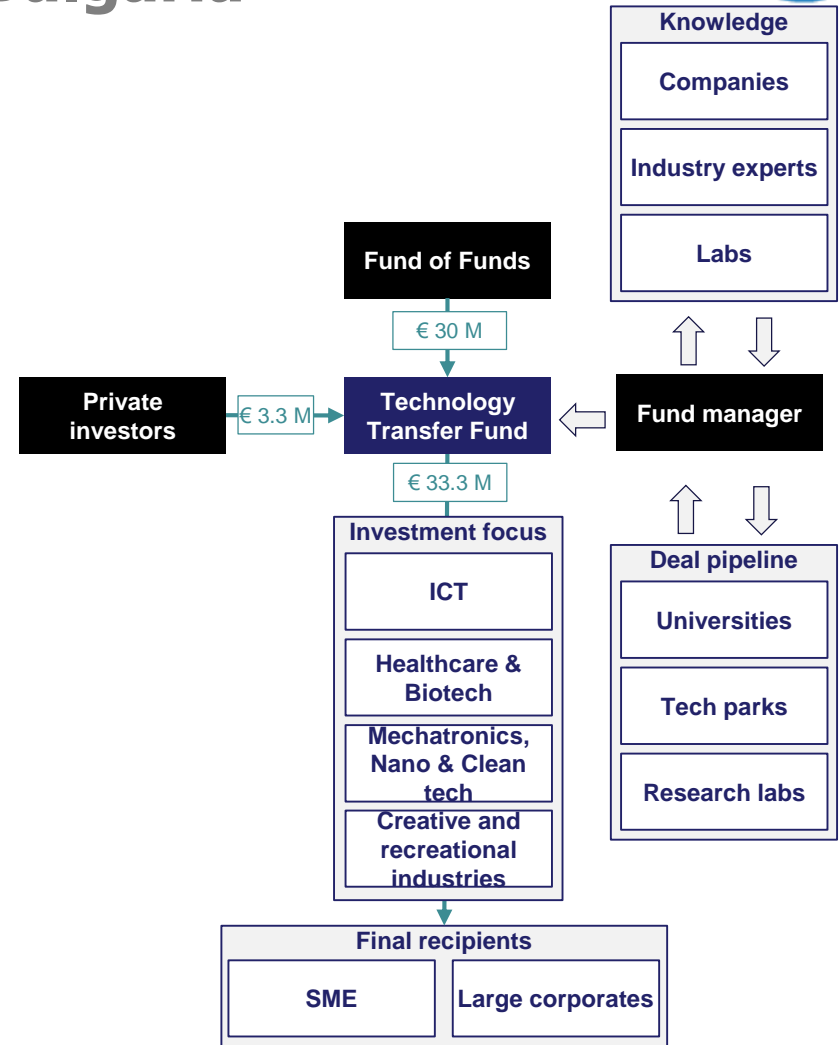 Knowledge
Companies
Industry experts
Labs
Fund of Funds
€ 30 M
Private
investors
€ 3.3 M
Technology
Transfer Fund
Fund manager
€ 33.3 M
Investment focus
ICT
Healthcare &
Biotech
Mechatronics,
Nano & Clean
tech
Creative and
recreational
industries
Deal pipeline
Universities
Tech parks
Research labs
Final recipients
SME
Large corporates